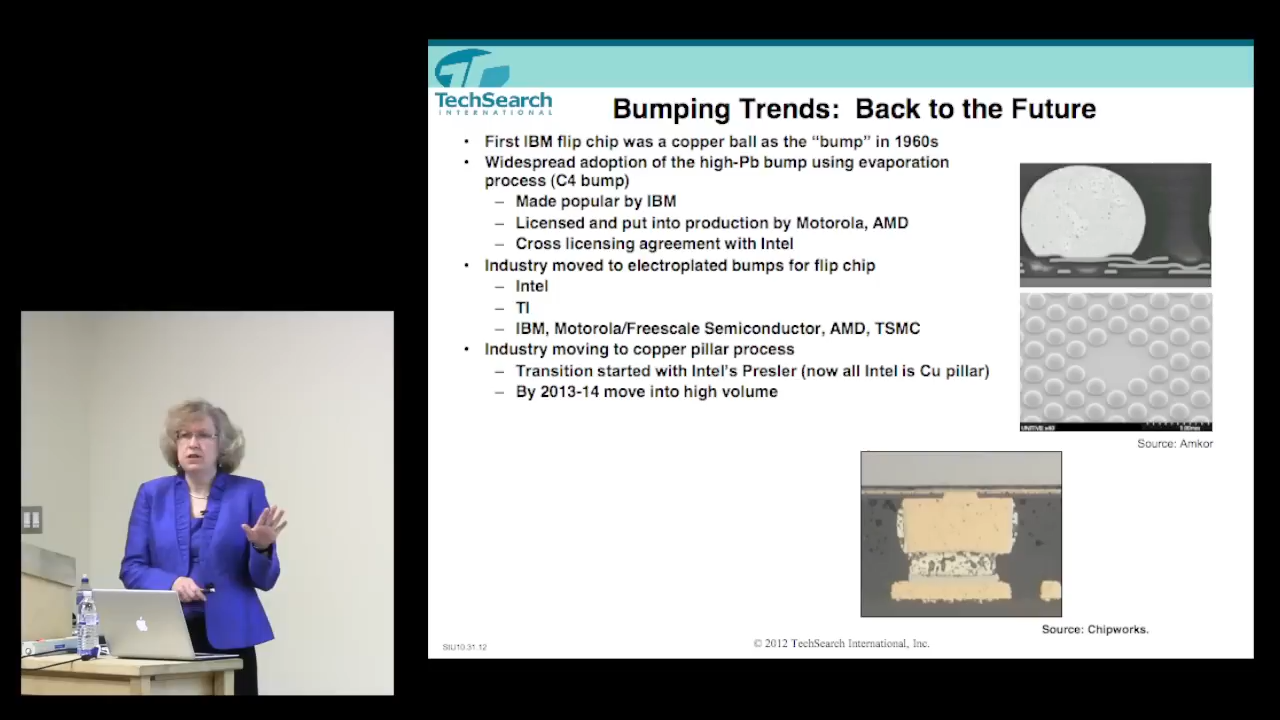 TechSearch
INTERNATIONAL
Bumping Trends: Back to the Future
• First IBM flip chip was a copper ball as the “bump” in 1960s
• Widespread adoption of the high-Pb bump using evaporation
process (C4 bump)
– Made popular by IBM
– Licensed and put into production by Motorola, AMD
– Cross licensing agreement with Intel
• Industry moved to electroplated bumps for flip chip
– Intel
– TI
– IBM, Motorola/Freescale Semiconductor, AMD, TSMC
• Industry moving to copper pillar process
– Transition started with Intel's Presler (now all Intel is Cu pillar)
– By 2013-14 move into high volume
Source: Amkor
Source: Chipworks.
SIU10.31.12
© 2012 TechSearch International, Inc.